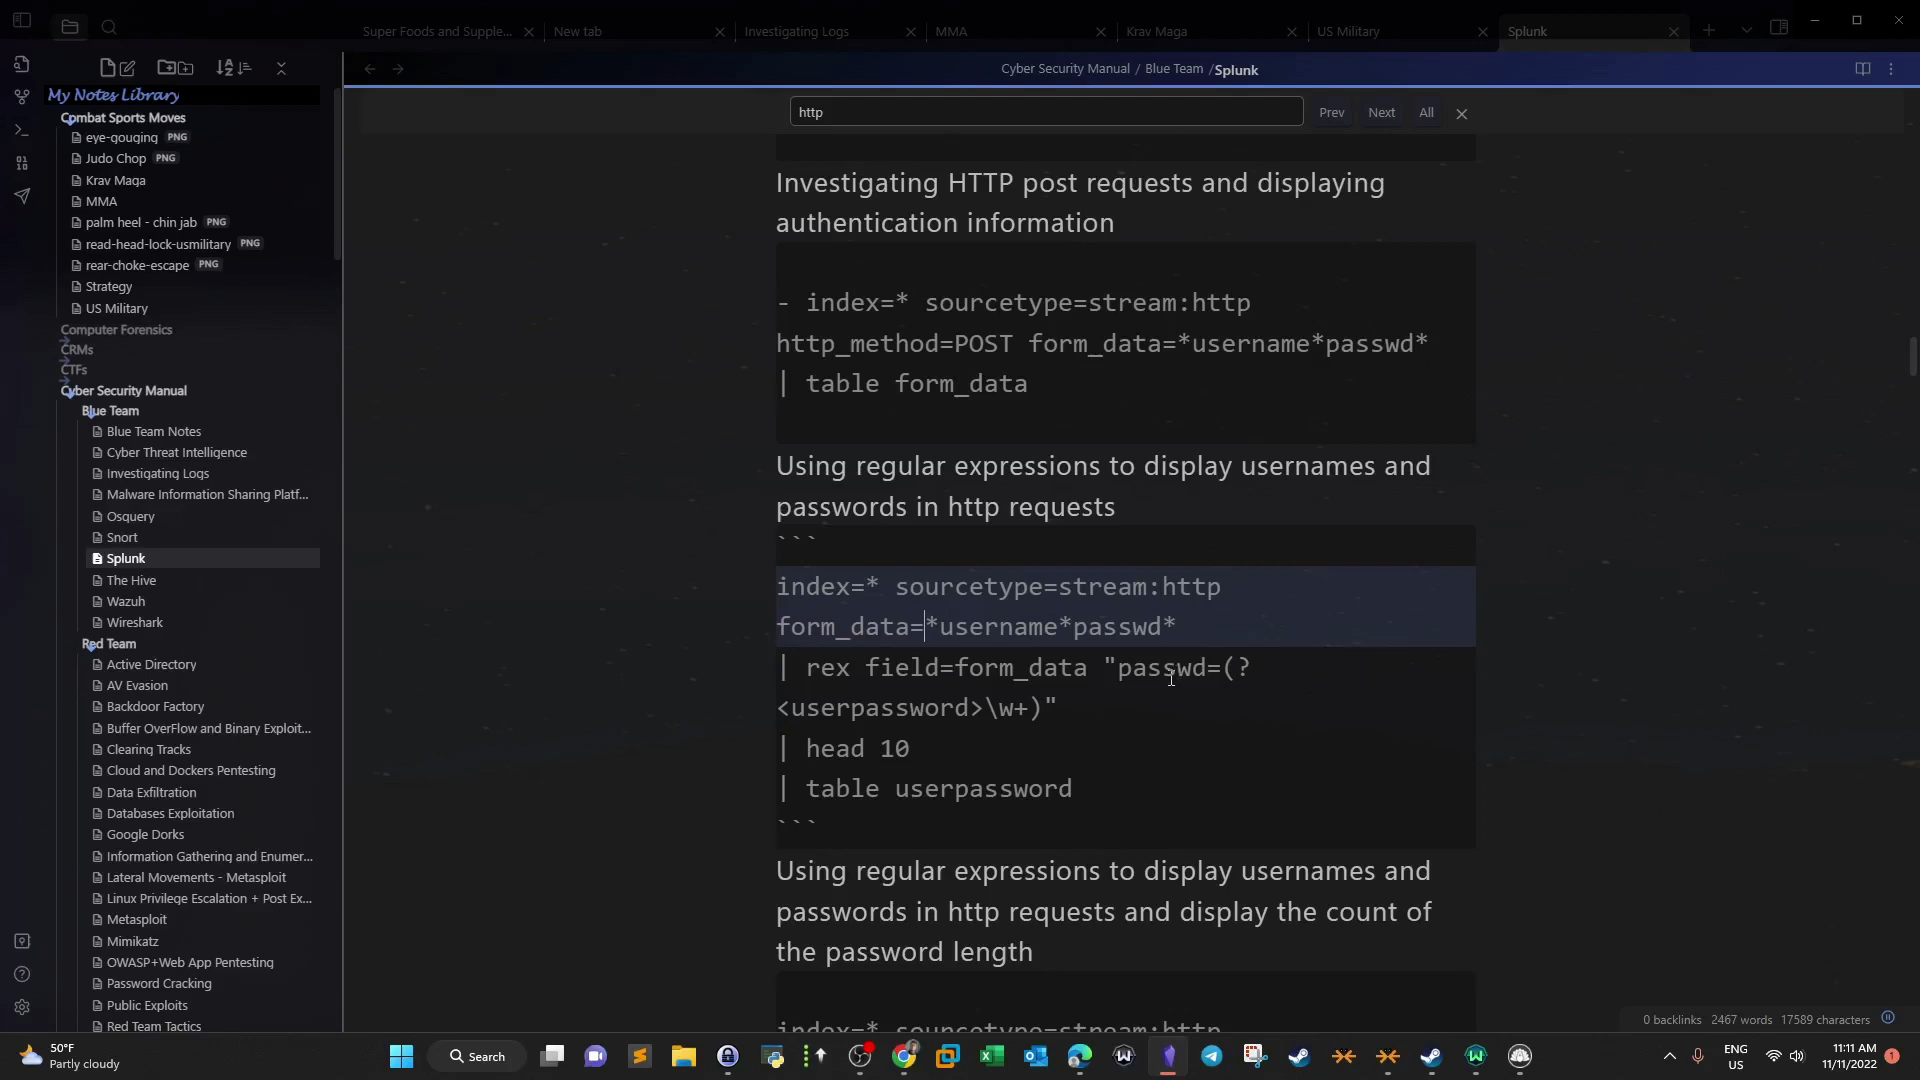 Super Foods and Supple...
New tab
Investigating Logs
MMA
Krav Maga
US Military
Splunk
Cyber Security Manual / Blue Team / Splunk
http
Prev
Next
All
My Notes Library
Combat Sports Moves
eye-gouging PNG
Judo Chop PNG
Krav Maga
MMA
palm heel - chin jab PNG
read-head-lock-usmilitary PNG
rear-choke-escape PNG
Strategy
US Military
Computer Forensics
CRMs
CTFs
Cyber Security Manual
Blue Team
Blue Team Notes
Cyber Threat Intelligence
Investigating Logs
Malware Information Sharing Platf...
Osquery
Snort
Splunk
The Hive
Wazuh
Wireshark
Red Team
Active Directory
AV Evasion
Backdoor Factory
Buffer OverFlow and Binary Exploit...
Clearing Tracks
Cloud and Dockers Pentesting
Data Exfiltration
Databases Exploitation
Google Dorks
Information Gathering and Enumer...
Lateral Movements - Metasploit
Linux Privilege Escalation + Post Ex...
Metasploit
Mimikatz
OWASP+Web App Pentesting
Password Cracking
Public Exploits
Red Team Tactics
Investigating HTTP post requests and displaying
authentication information
- index=* sourcetype=stream:http
http_method=POST form_data=*username*passwd*
| table form_data
Using regular expressions to display usernames and
passwords in http requests
```
index=* sourcetype=stream:http
form_data=*username*passwd*
| rex field=form_data "passwd=(?
<userpassword>\w+)"
| head 10
| table userpassword
```
Using regular expressions to display usernames and
passwords in http requests and display the count of
the password length
index=* sourcetype=stream:http
0 backlinks 2467 words 17589 characters
50°F
Partly cloudy
Search
ENG
US
11:11 AM
11/11/2022
1